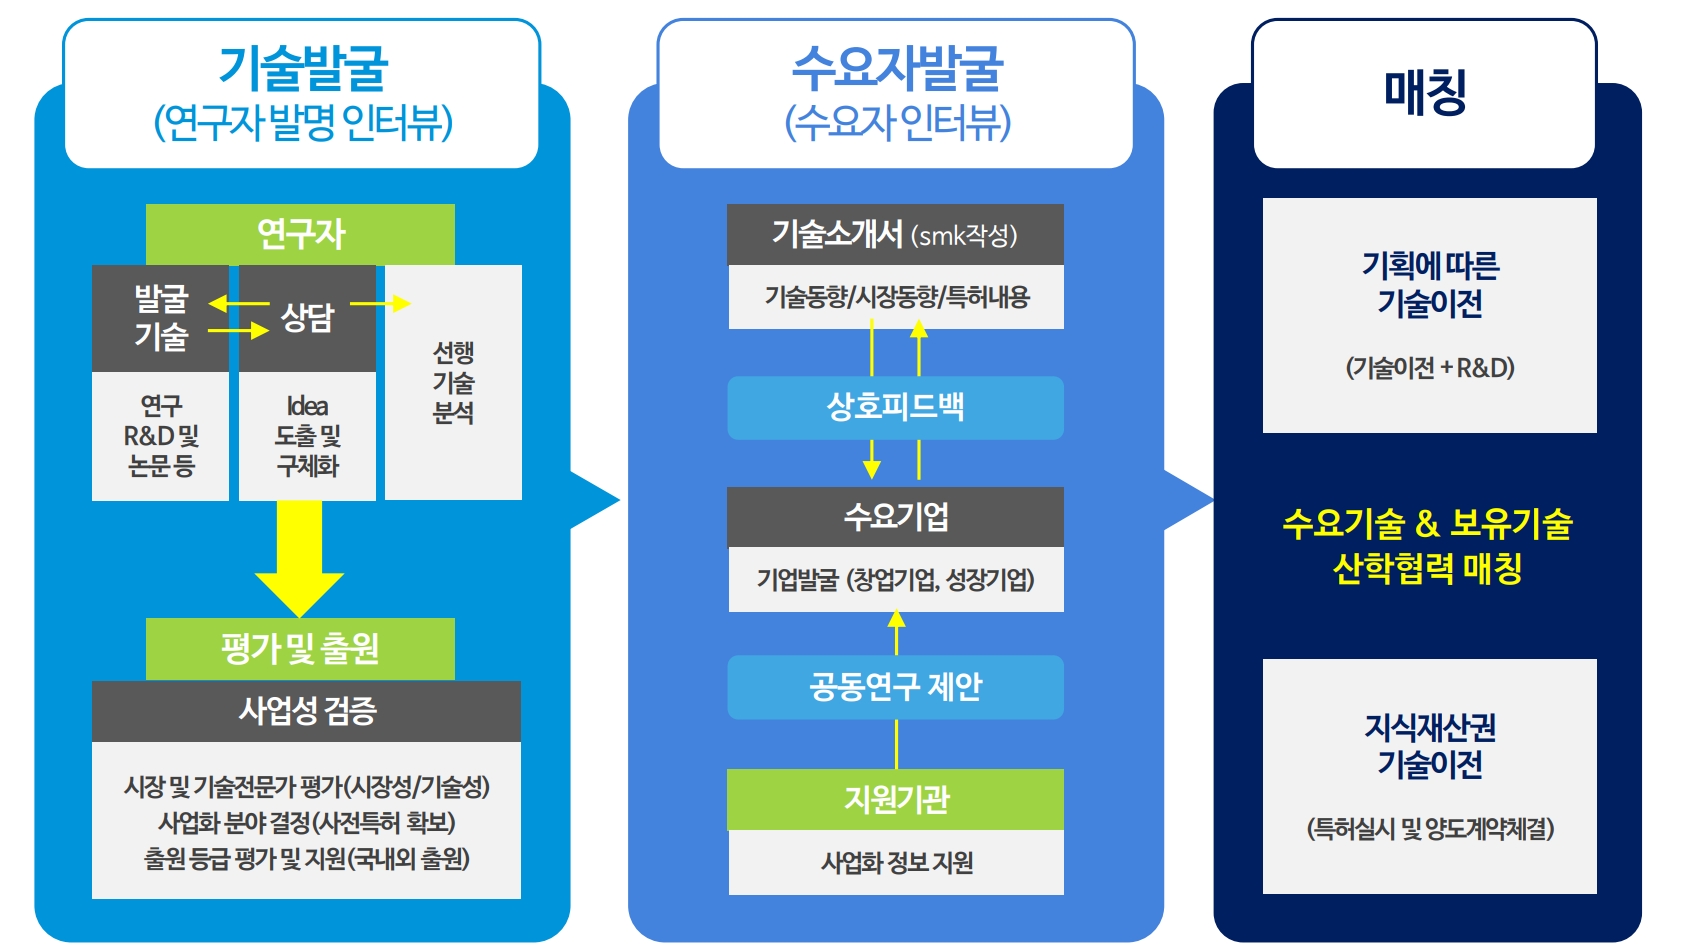 기술발굴
(연구자 발명 인터뷰)
연구자
발굴
기술
상담
연구
R&D 및
논문 등
Idea
도출 및
구체화
선행
기술
분석
평가 및 출원
사업성 검증
시장 및 기술전문가 평가(시장성/기술성)
사업화 분야 결정(사전특허 확보)
출원 등급 평가 및 지원(국내외 출원)
수요자발굴
(수요자 인터뷰)
기술소개서 (smk작성)
기술동향/시장동향/특허내용
상호피드백
수요기업
기업발굴 (창업기업, 성장기업)
공동연구 제안
지원기관
사업화 정보 지원
매칭
기획에 따른
기술이전
(기술이전 + R&D)
수요기술 & 보유기술
산학협력 매칭
지식재산권
기술이전
(특허실시 및 양도계약체결)